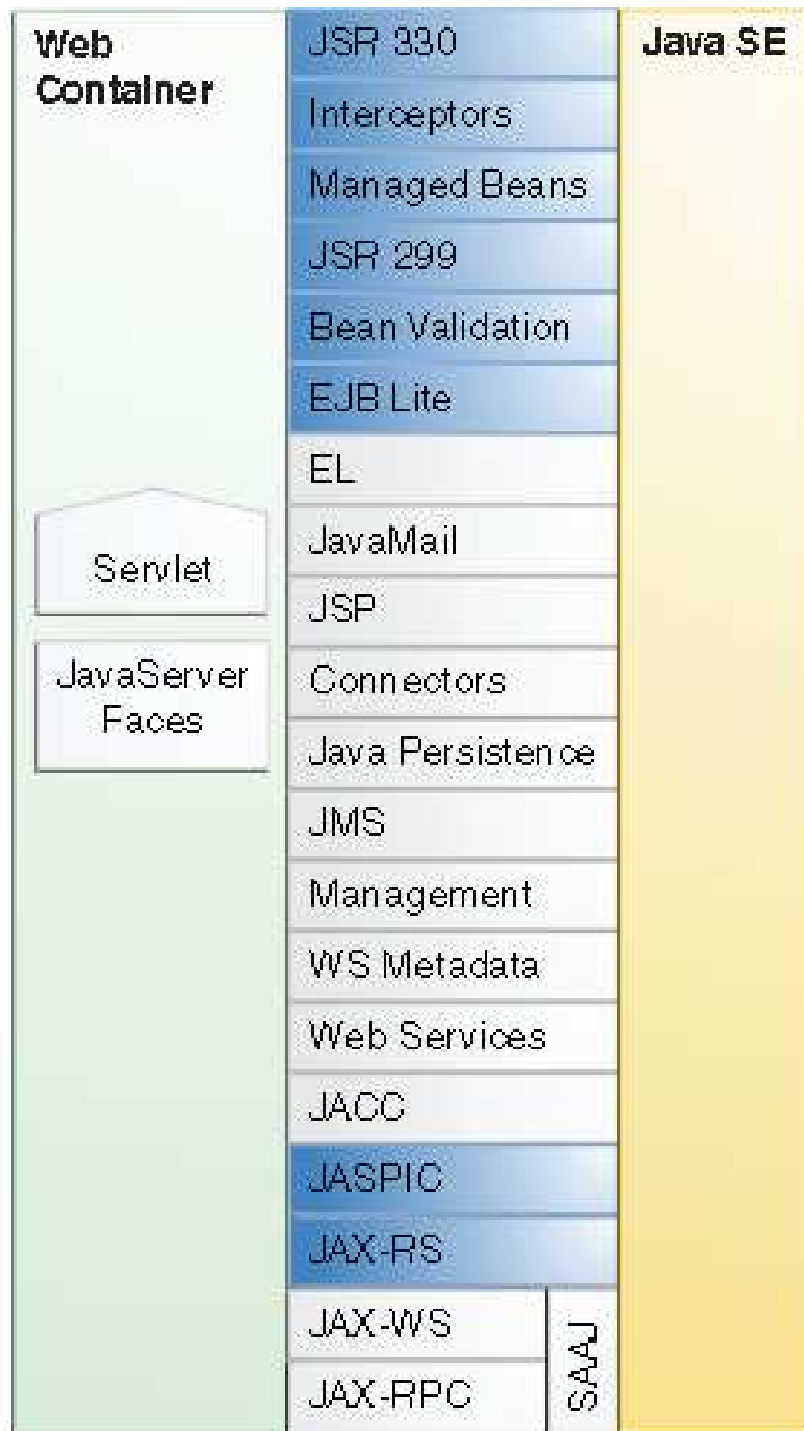 Web
Container
Servlet
JavaServer
Faces
JSR 330
Interceptors
Managed Beans
JSR 299
Bean Validation
EJB Lite
EL
JavaMail
JSP
Connectors
Java Persistence
JMS
Management
WS Metadata
Web Services
JACC
JASPIC
JAX-RS
JAX-WS
JAX-RPC
SAAJ
Java SE